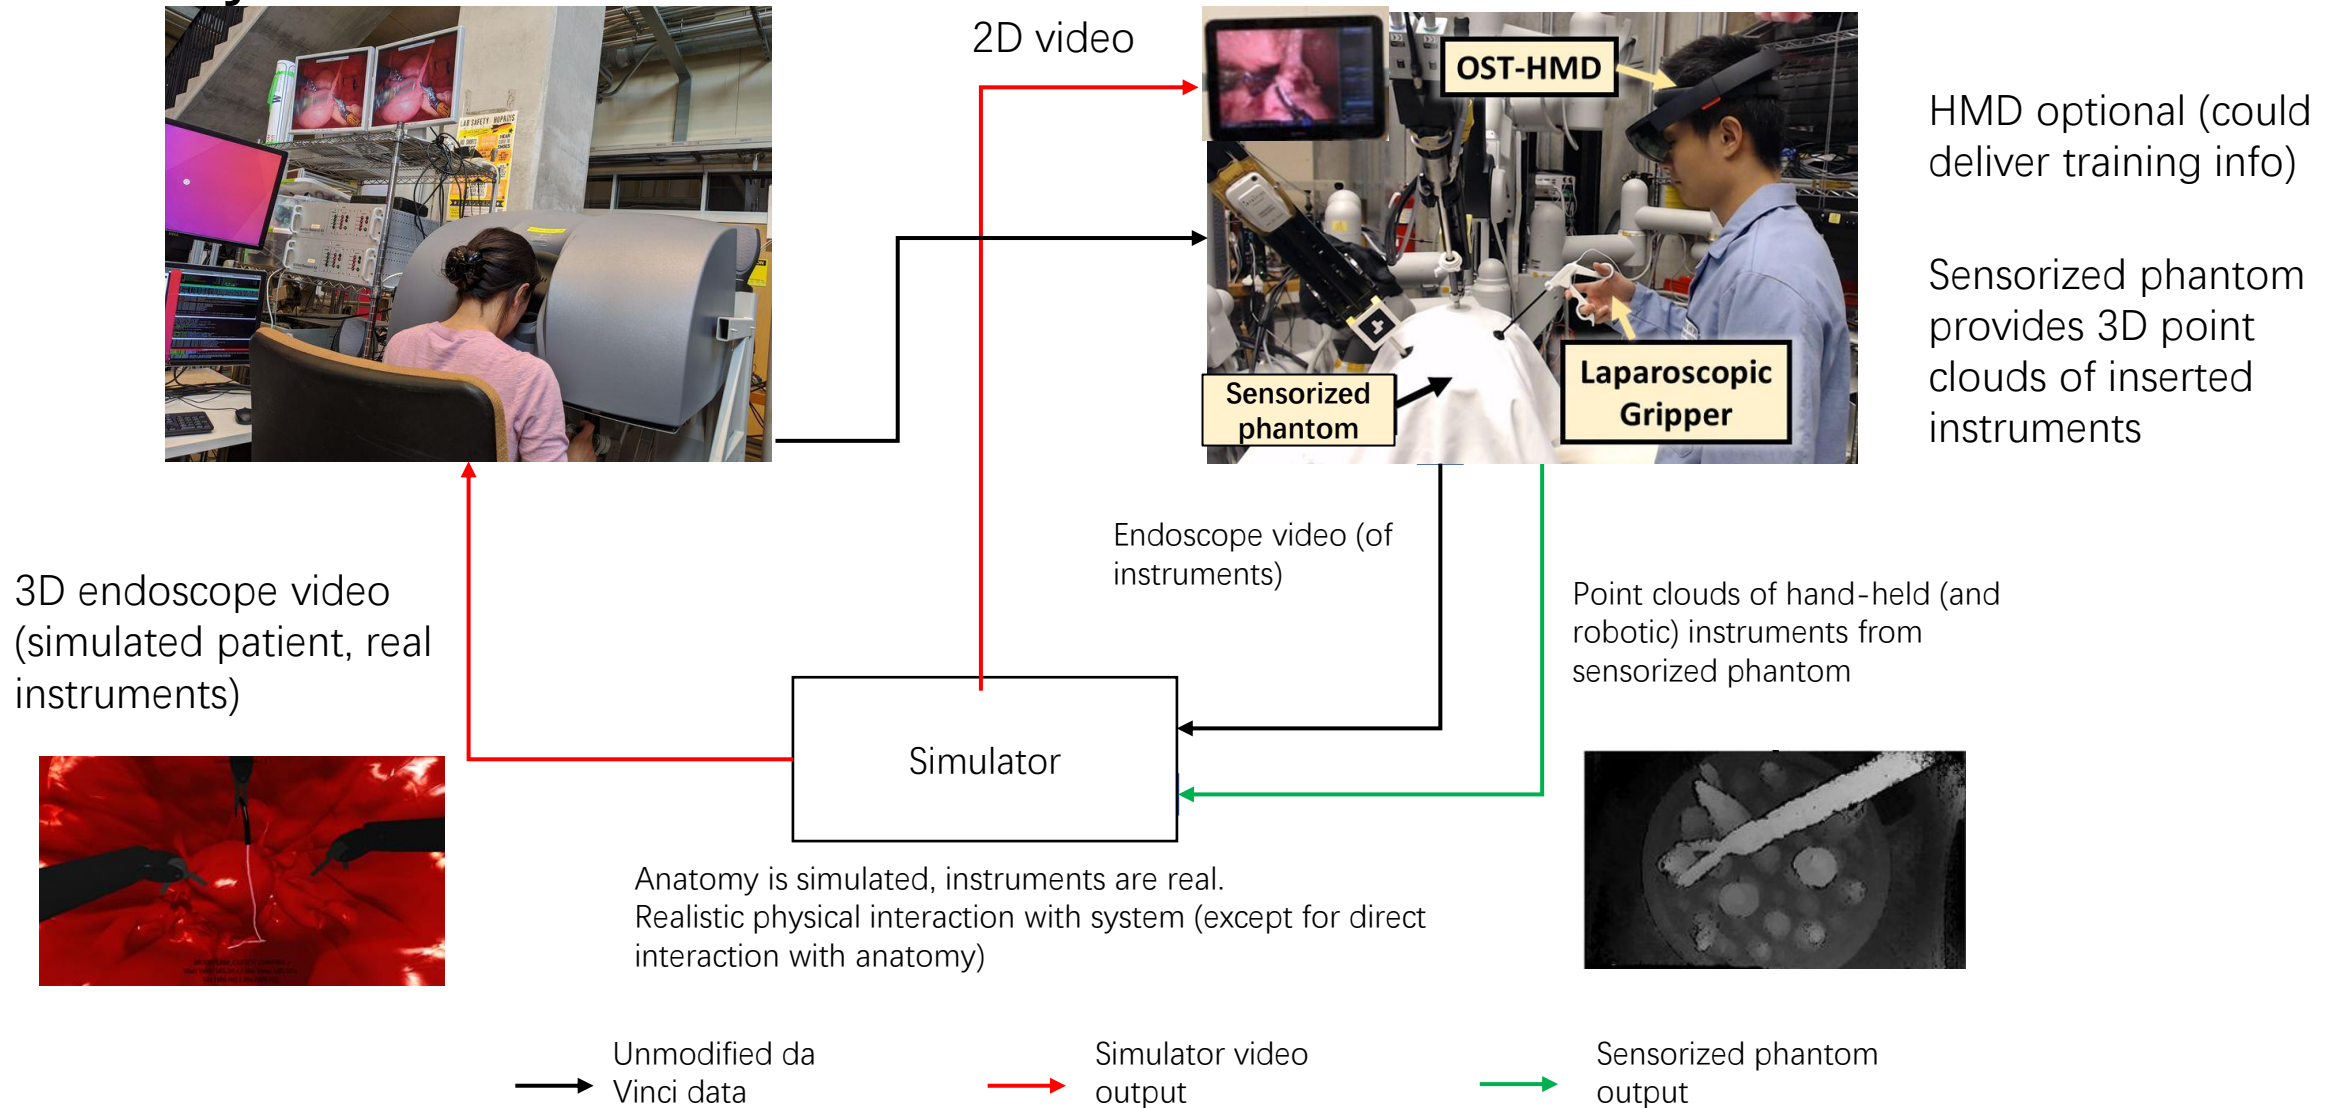 2D video
OST-HMD
HMD optional (could
deliver training info)
Sensorized phantom
provides 3D point
clouds of inserted
instruments
Laparoscopic
Gripper
Sensorized
phantom
Endoscope video (of
instruments)
3D endoscope video
(simulated patient, real
instruments)
Point clouds of hand-held (and
robotic) instruments from
sensorized phantom
Simulator
Anatomy is simulated, instruments are real.
Realistic physical interaction with system (except for direct
interaction with anatomy)
Unmodified da
Vinci data
Simulator video
output
Sensorized phantom
output